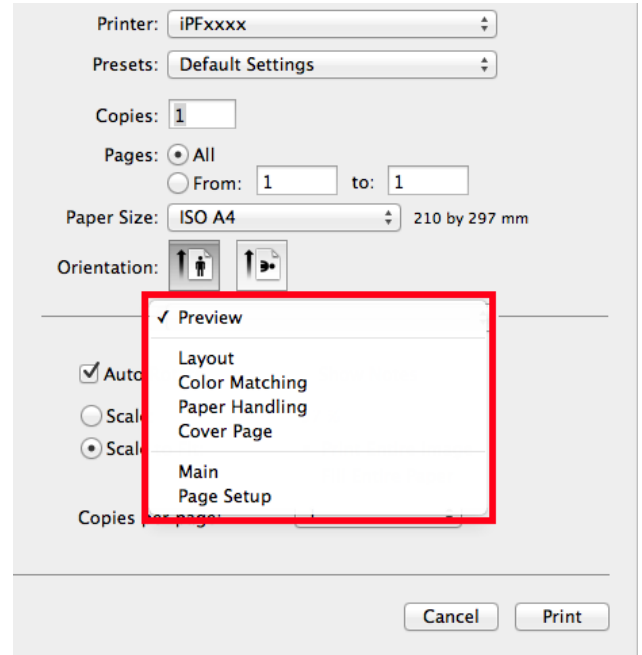 Printer: iPFxxxx
Presets: Default Settings
Copies: 1
Pages: All
From: 1 to: 1
Paper Size: ISO A4 210 by 297 mm
Orientation:
✓ Preview
Layout
Auto
Color Matching
Paper Handling
Scale
Cover Page
Scale
Main
Page Setup
Copies per page:
Cancel Print